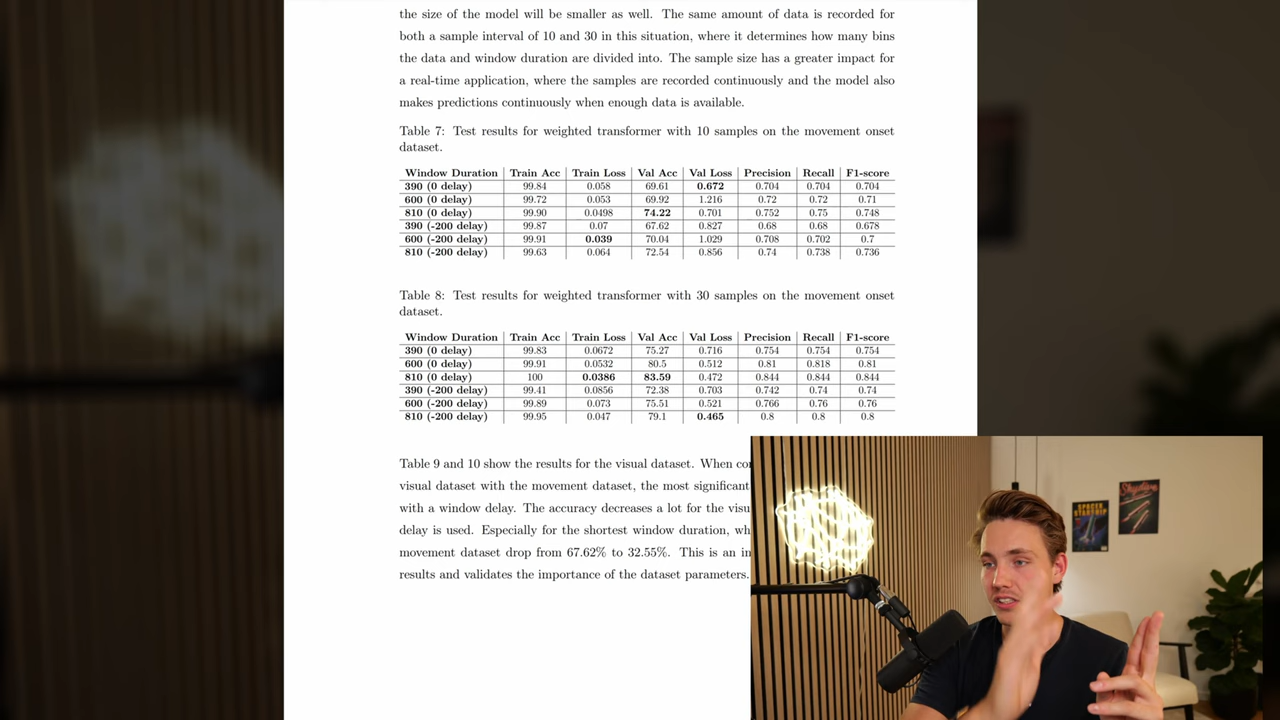 the size of the model will be smaller as well. The same amount of data is recorded for
both a sample interval of 10 and 30 in this situation, where it determines how many bins
the data and window duration are divided into. The sample size has a greater impact for
a real-time application, where the samples are recorded continuously and the model also
makes predictions continuously when enough data is available.
Table 7: Test results for weighted transformer with 10 samples on the movement onset
dataset.
Window Duration Train Acc Train Loss Val Acc Val Loss Precision Recall F1-score
390 (0 delay) 99.84 0.058 69.61 0.672 0.704 0.704 0.704
600 (0 delay) 99.72 0.053 69.92 1.216 0.72 0.72 0.71
810 (0 delay) 99.90 0.0498 74.22 0.701 0.752 0.75 0.748
390 (-200 delay) 99.87 0.07 67.62 0.827 0.68 0.68 0.678
600 (-200 delay) 99.91 0.039 70.04 1.029 0.708 0.702 0.7
810 (-200 delay) 99.63 0.064 72.54 0.856 0.74 0.738 0.736
Table 8: Test results for weighted transformer with 30 samples on the movement onset
dataset.
Window Duration Train Acc Train Loss Val Acc Val Loss Precision Recall F1-score
390 (0 delay) 99.83 0.0672 75.27 0.716 0.754 0.754 0.754
600 (0 delay) 99.91 0.0532 80.5 0.512 0.81 0.818 0.81
810 (0 delay) 100 0.0386 83.59 0.472 0.844 0.844 0.844
390 (-200 delay) 99.41 0.0856 72.38 0.703 0.742 0.74 0.74
600 (-200 delay) 99.89 0.073 75.51 0.521 0.766 0.76 0.76
810 (-200 delay) 99.95 0.047 79.1 0.465 0.8 0.8 0.8
Table 9 and 10 show the results for the visual dataset. When
visual dataset with the movement dataset, the most significant
with a window delay. The accuracy decreases a lot for the
delay is used. Especially for the shortest window duration,
movement dataset drop from 67.62% to 32.55%. This is an
results and validates the importance of the dataset parameters.
SPACEX
STARSHIP